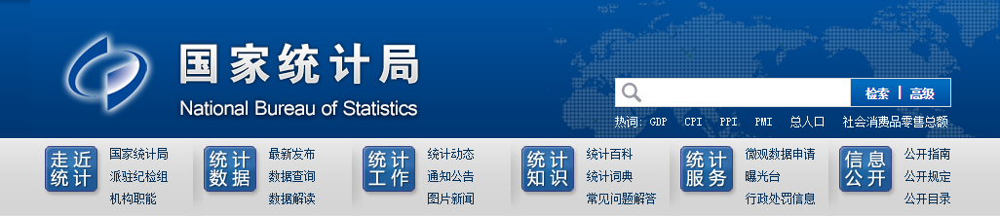 国家统计局
National Bureau of Statistics
检索 | 高级
热词: GDP CPI PPI PMI 总人口 社会消费品零售总额
走近统计
国家统计局
派驻纪检组
机构职能
统计数据
最新发布
数据查询
数据解读
统计工作
统计动态
通知公告
图片新闻
统计知识
统计百科
统计词典
常见问题解答
统计服务
微观数据申请
曝光台
行政处罚信息
信息公开
公开指南
公开规定
公开目录